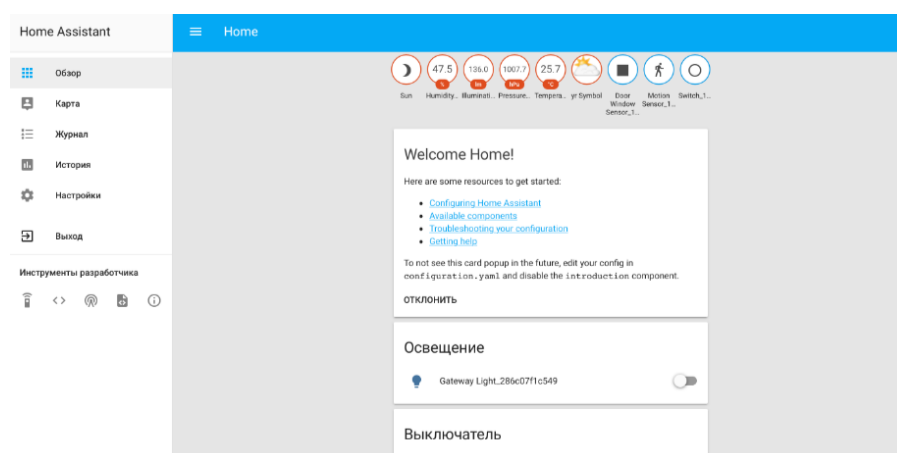 Home Assistant
Home
Обзор
Карта
Журнал
История
Настройки
Выход
Инструменты разработчика
47.5
136.0
1007.7
25.7
%
lm
hPa
°C
Sun
Humidity_
Illuminati..
Pressure_
Tempera..
yr Symbol
Door
Window
Sensor_1...
Motion
Sensor_1...
Switch_1...
Welcome Home!
Here are some resources to get started:
Configuring Home Assistant
Available components
Troubleshooting your configuration
Getting help
To not see this card popup in the future, edit your config in
configuration.yaml and disable the introduction component.
ОТКЛОНИТЬ
Освещение
Gateway Light_286c07f1c549
Выключатель